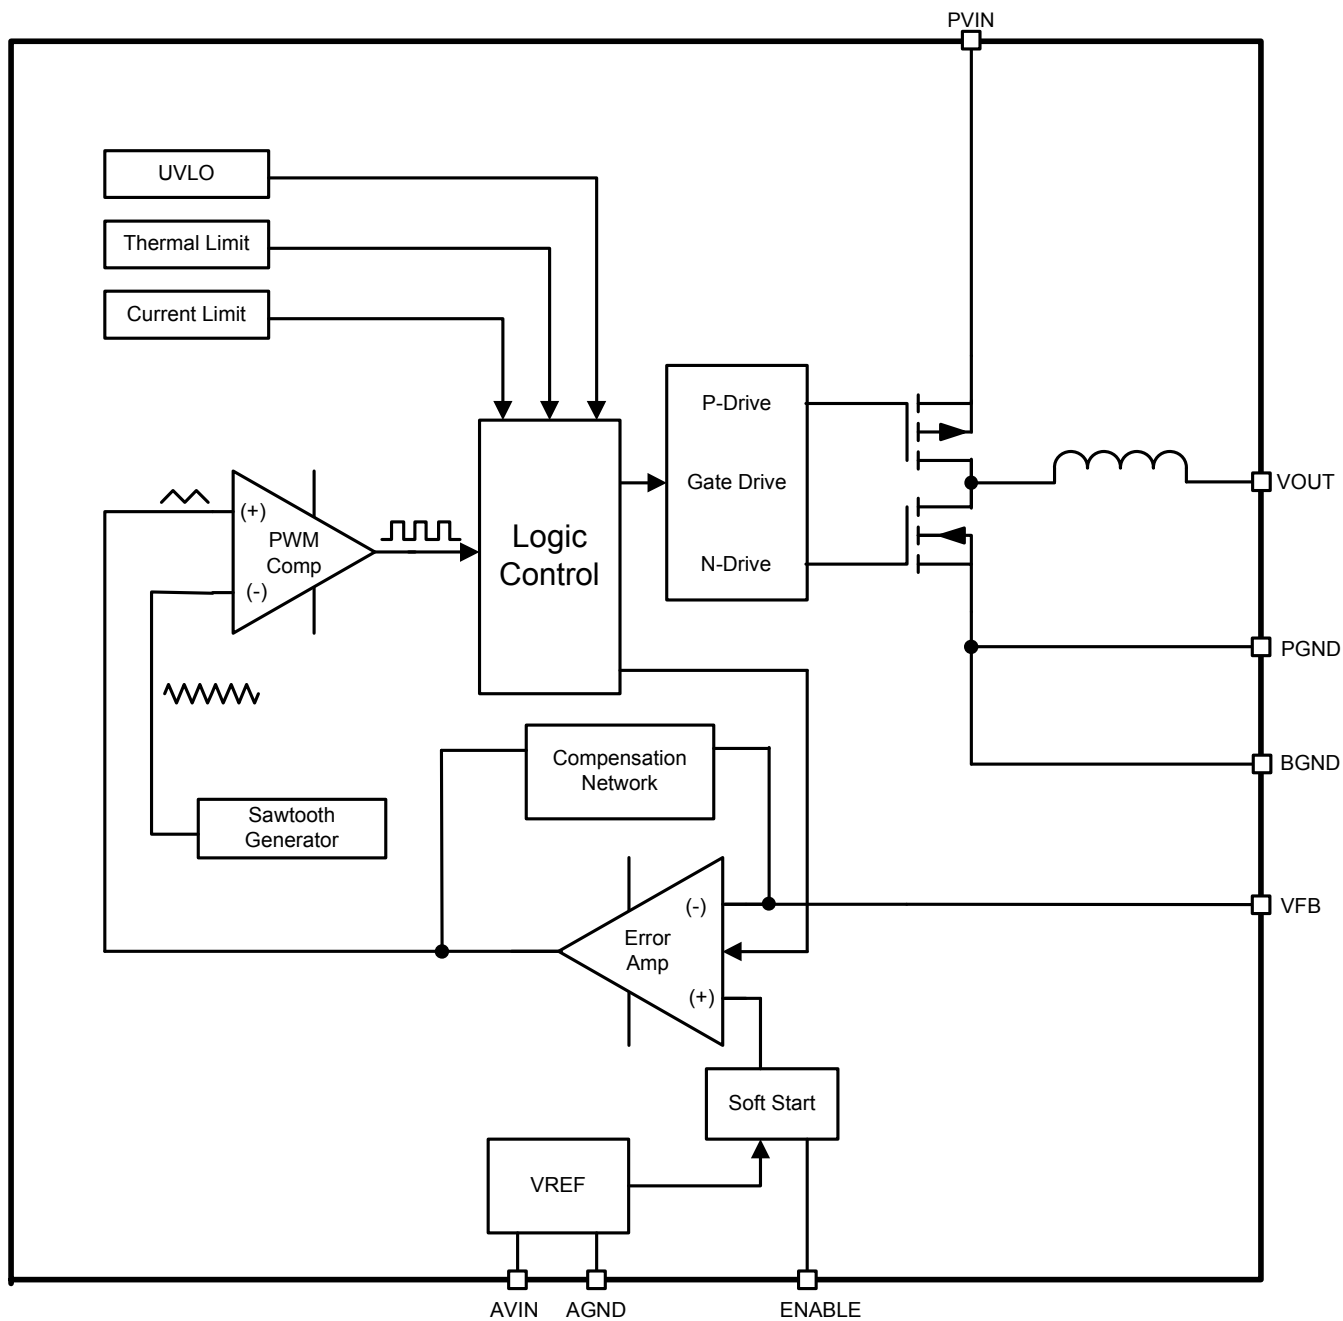 PVIN
UVLO
Thermal Limit
Current Limit
P-Drive
Gate Drive
N-Drive
VOUT
(+)
PWM
Comp
(-)
Logic
Control
PGND
Compensation
Network
BGND
Sawtooth
Generator
(-)
VFB
Error
Amp
(+)
Soft Start
VREF
AVIN
AGND
ENABLE